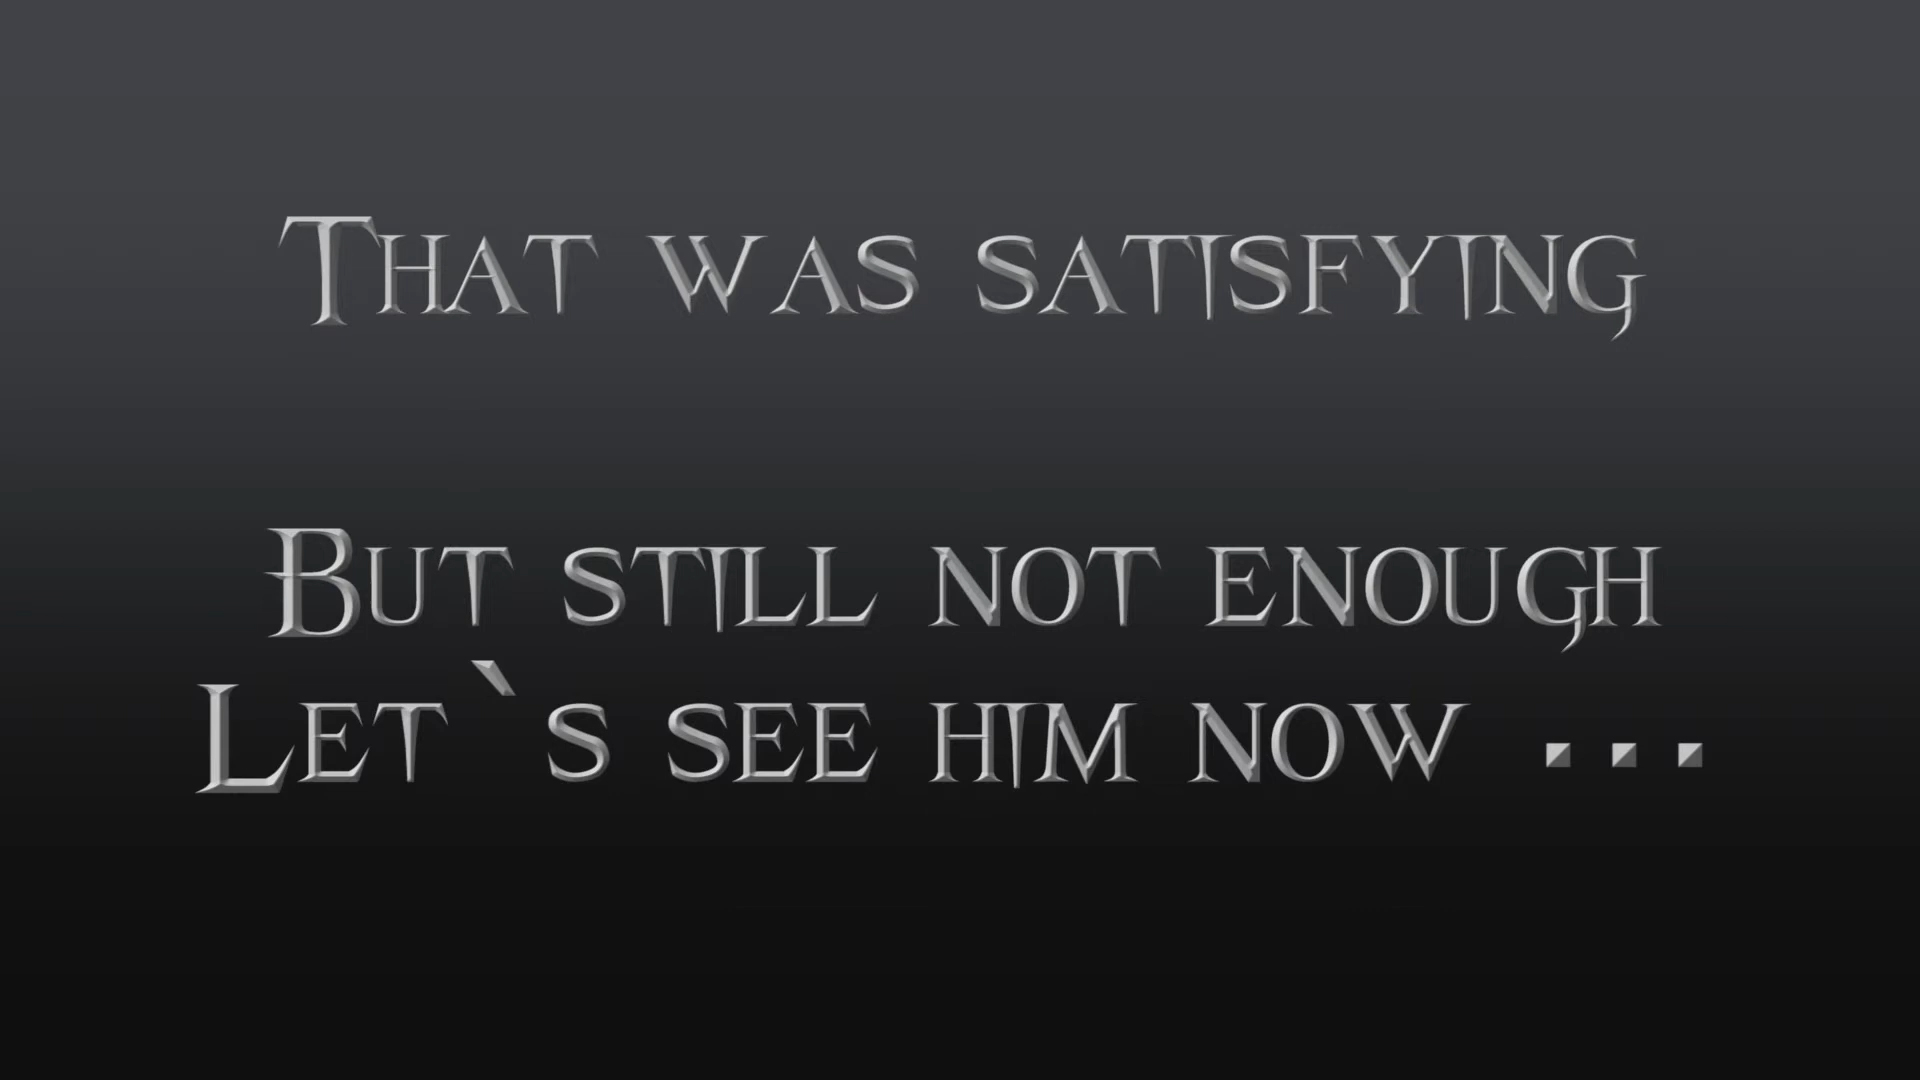 That was satisfying
But still not enough
Let`s see him now ...